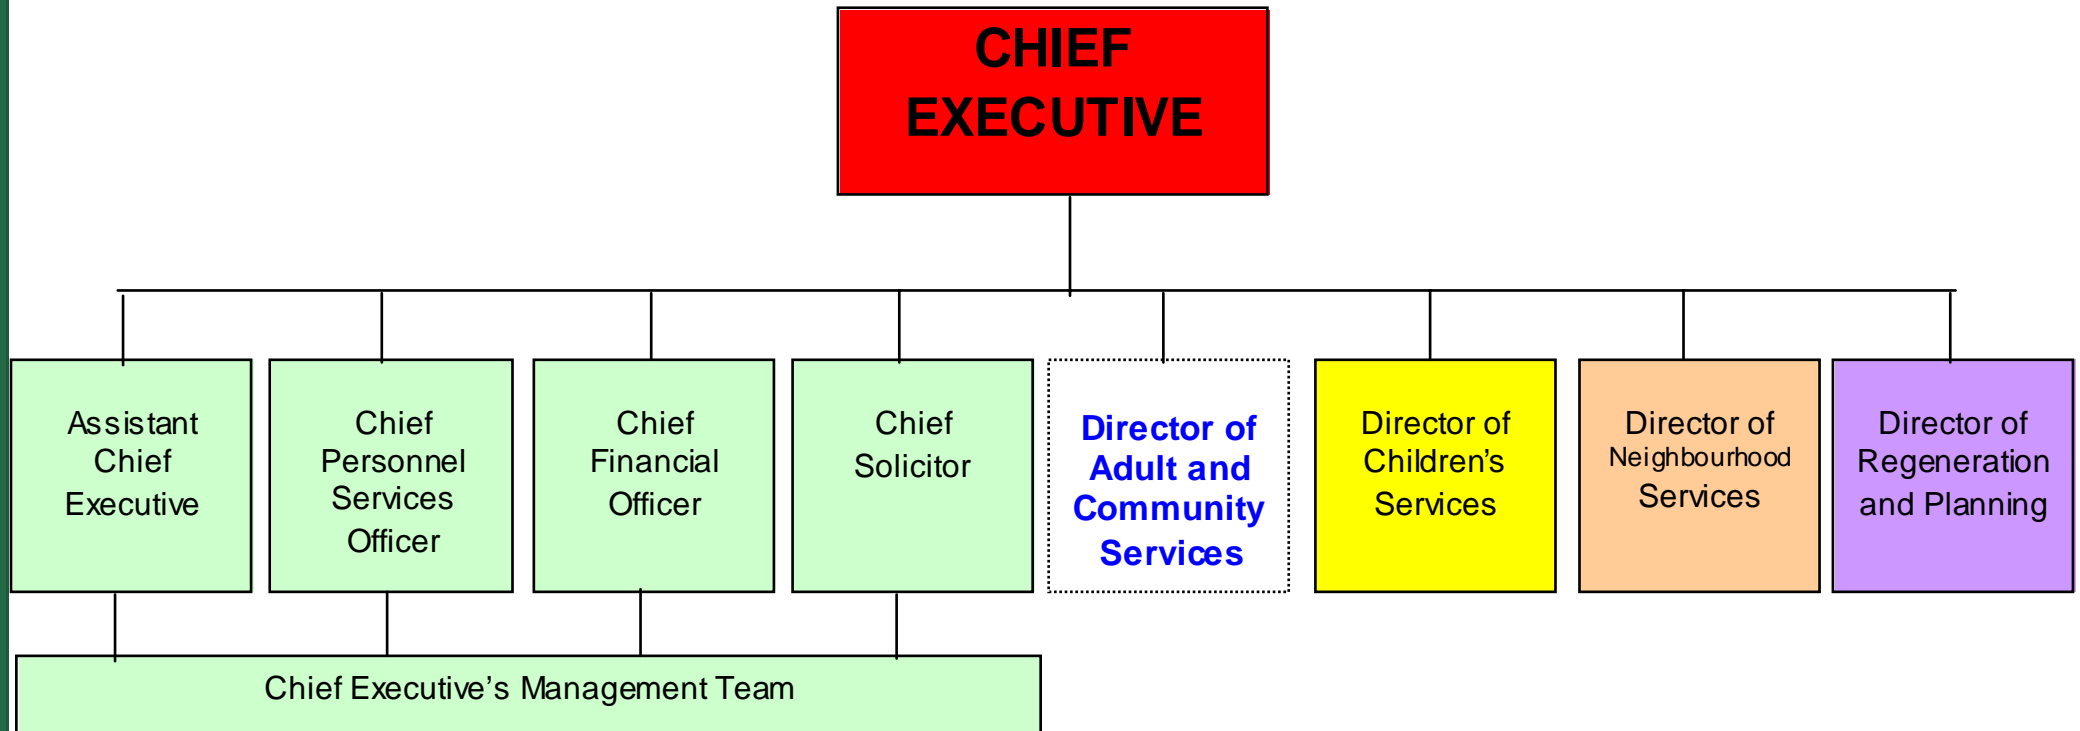 CHIEF
EXECUTIVE
Assistant
Chief
Executive
Chief
Personnel
Services
Officer
Chief
Financial
Officer
Chief
Solicitor
Director of
Adult and
Community
Services
Director of
Children's
Services
Director of
Neighbourhood
Services
Director of
Regeneration
and Planning
Chief Executive's Management Team